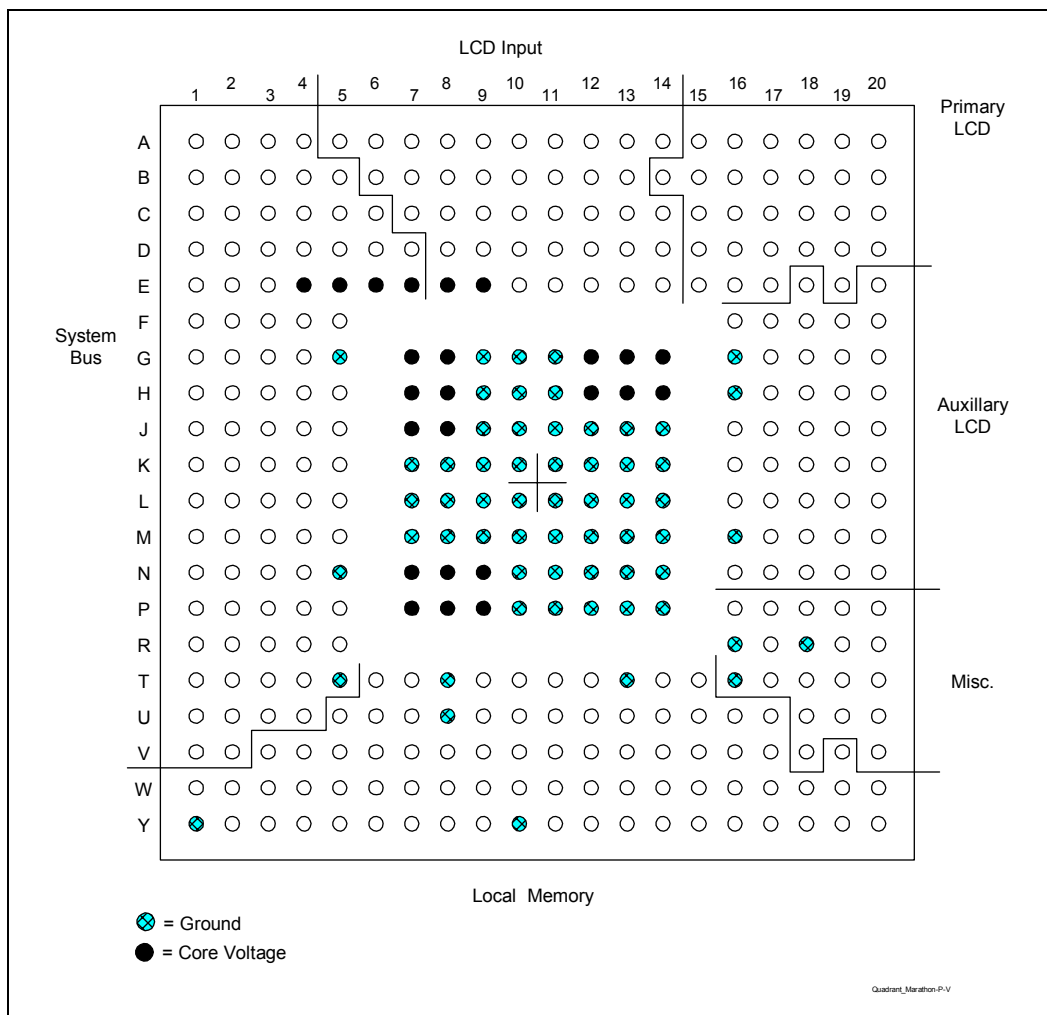 LCD Input
1 2 3 4 5 6 7 8 9 10 11 12 13 14 15 16 17 18 19 20
Primary
LCD
A
B
C
D
E
F
System
Bus
G
H
Auxillary
LCD
J
K
L
M
N
P
R
T
Misc.
U
V
W
Y
Local Memory
= Ground
= Core Voltage
Quadrant_Marathon-P-V